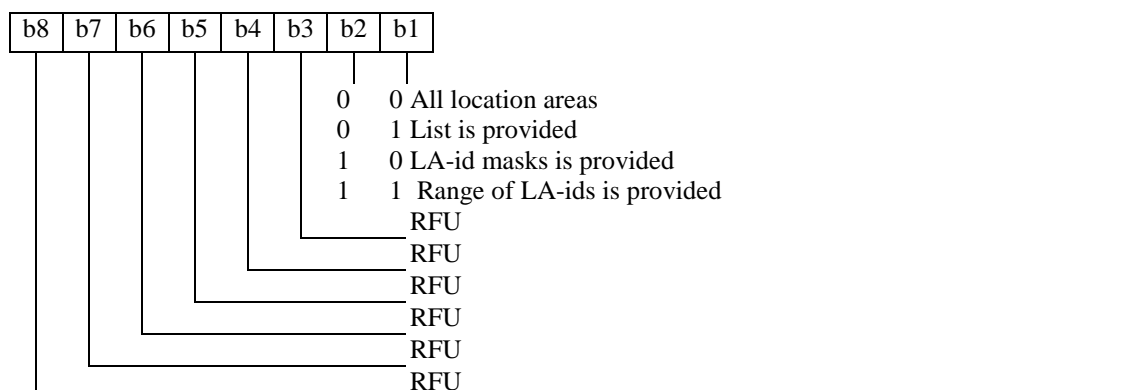 b8 b7 b6 b5 b4 b3 b2 b1
0 0 All location areas
0 1 List is provided
1 0 LA-id masks is provided
1 1 Range of LA-ids is provided
RFU
RFU
RFU
RFU
RFU
RFU